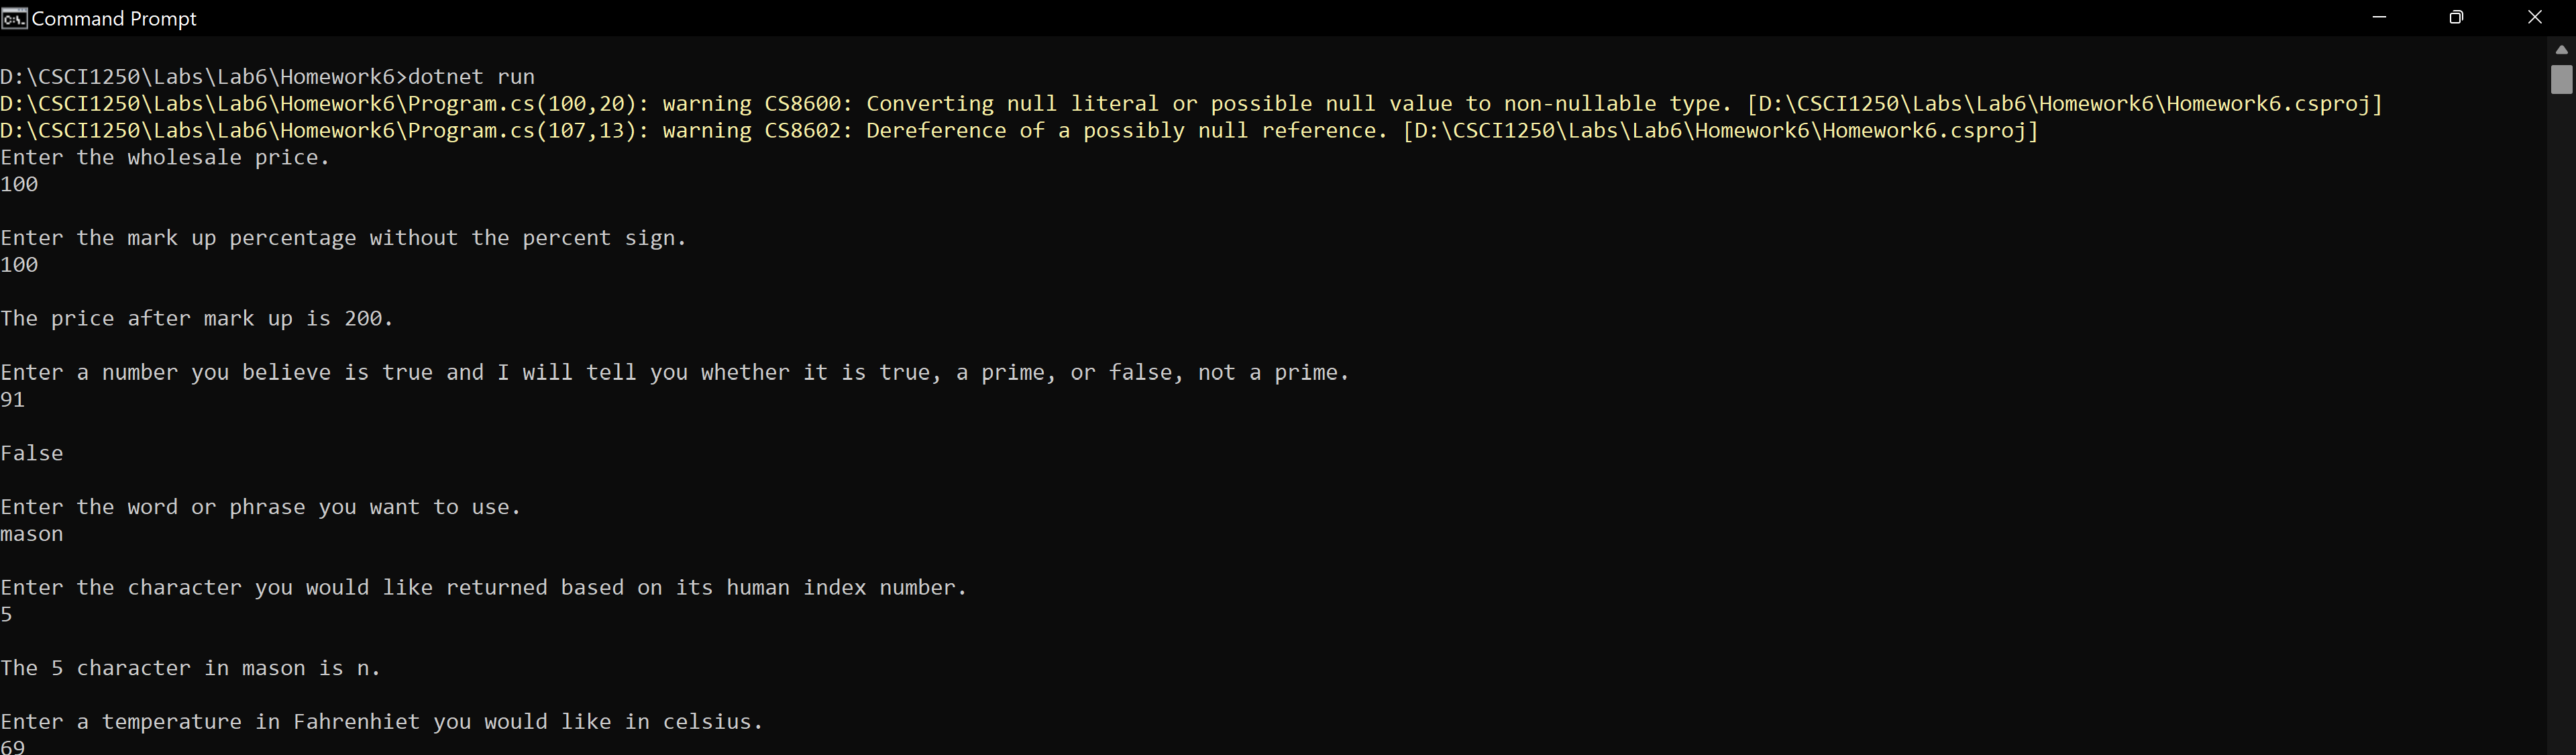 Command Prompt
D:\CSCI1250\Labs\Lab6\Homework6>dotnet run
D:\CSCI1250\Labs\Lab6\Homework6\Program.cs(100,20): warning CS8600: Converting null literal or possible null value to non-nullable type. [D:\CSCI1250\Labs\Lab6\Homework6\Homework6.csproj]
D:\CSCI1250\Labs\Lab6\Homework6\Program.cs(107,13): warning CS8602: Dereference of a possibly null reference. [D:\CSCI1250\Labs\Lab6\Homework6\Homework6.csproj]
Enter the wholesale price.
100
Enter the mark up percentage without the percent sign.
100
The price after mark up is 200.
Enter a number you believe is true and I will tell you whether it is true, a prime, or false, not a prime.
91
False
Enter the word or phrase you want to use.
mason
Enter the character you would like returned based on its human index number.
5
The 5 character in mason is n.
Enter a temperature in Fahrenhiet you would like in celsius.
69